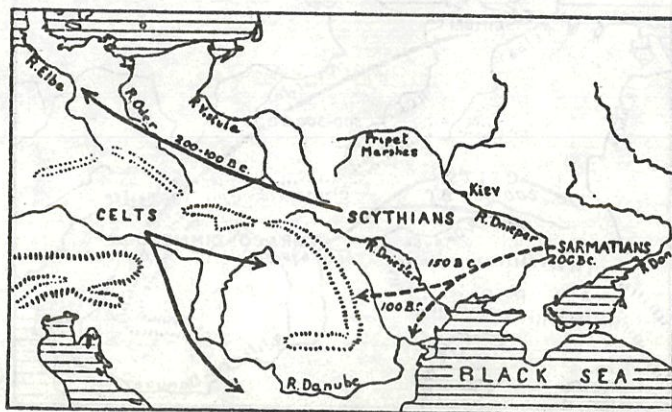 R. Elbe
R. Oder
R. Vistula
200-100 B.C.
Pripet
Marshes
Kiev
CELTS
SCYTHIANS
R. Dnieper
SARMATIANS
200 B.C.
R. Don
R. Dniester
150 B.C.
100 B.C.
R. Danube
BLACK SEA